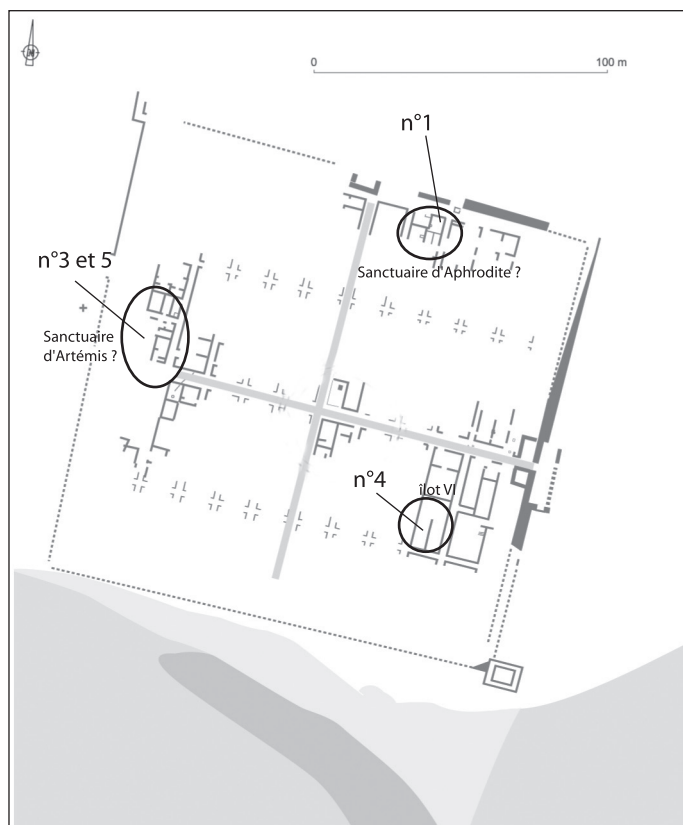 N
0
100 m
n°1
Sanctuaire d'Aphrodite ?
n°3 et 5
Sanctuaire
d'Artémis ?
îlot VI
n°4